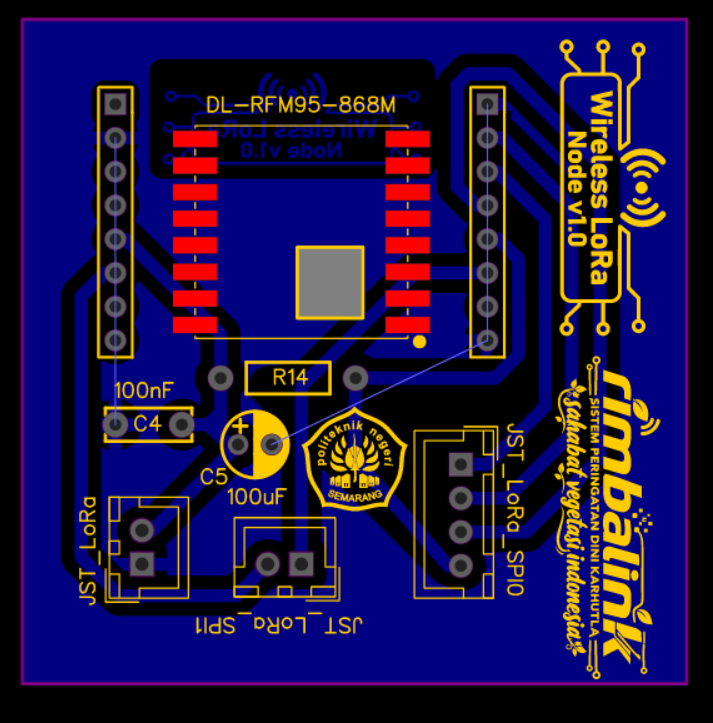 DL-RFM95-868M
Wireless LoRa
Node v1.0
Wireless LoRa
Node v1.0
R14
100nF
C4
C5
100uF
politeknik negeri
SEMARANG
JST_LoRa
JST_LoRa_SPI1
JST_LoRa_SPI0
rimbalink
SISTEM PERINGATAN DINI KARHUTLA
sahabat vegetasi indonesia